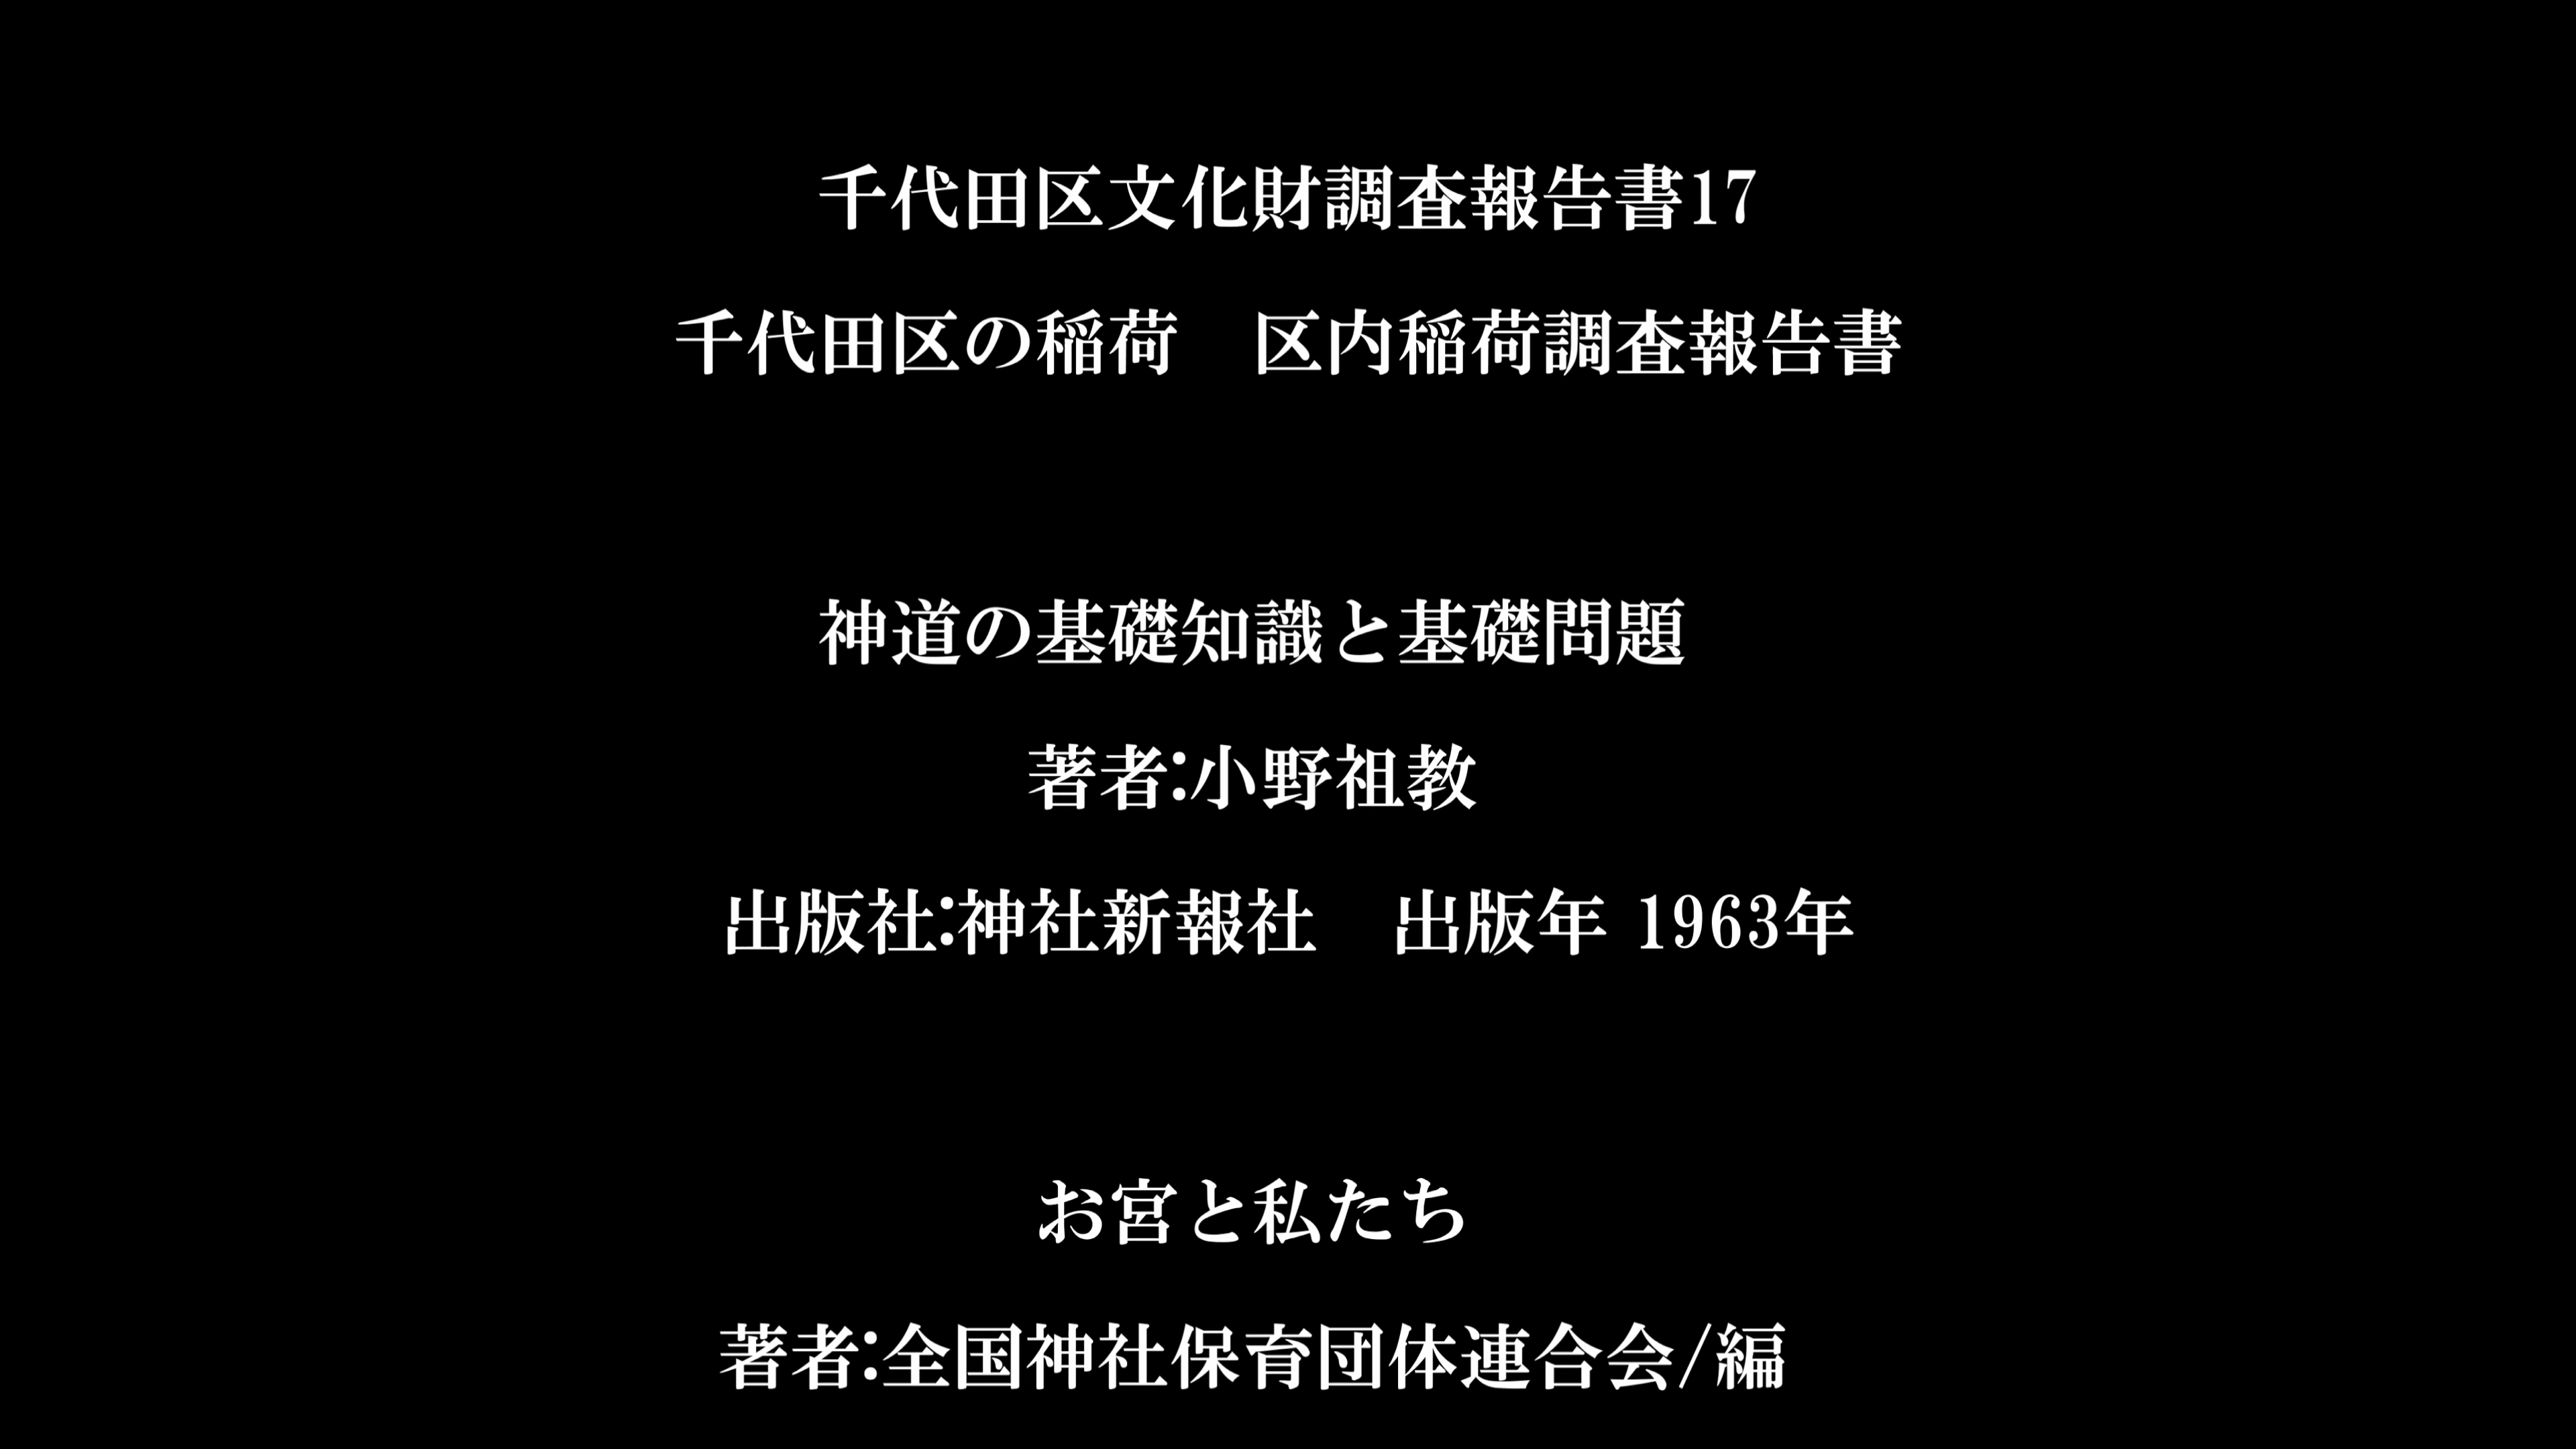 千代田区文化財調査報告書17
千代田区の稲荷　区内稲荷調査報告書
神道の基礎知識と基礎問題
著者:小野祖教
出版社:神社新報社　出版年 1963年
お宮と私たち
著者:全国神社保育団体連合会/編